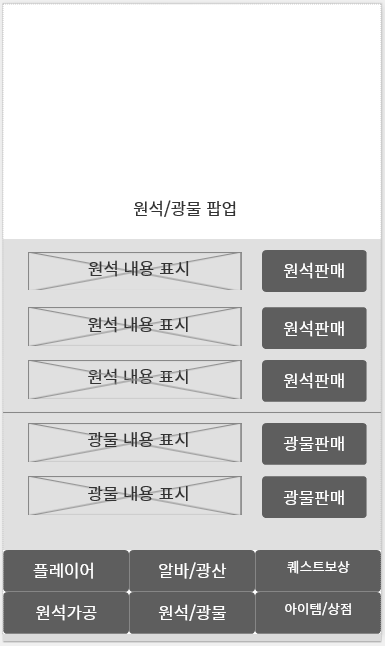 원석/광물 팝업
원석 내용 표시 원석판매
원석 내용 표시 원석판매
원석 내용 표시 원석판매
광물 내용 표시 광물판매
광물 내용 표시 광물판매
플레이어 알바/광산 퀘스트보상
원석가공 원석/광물 아이템/상점